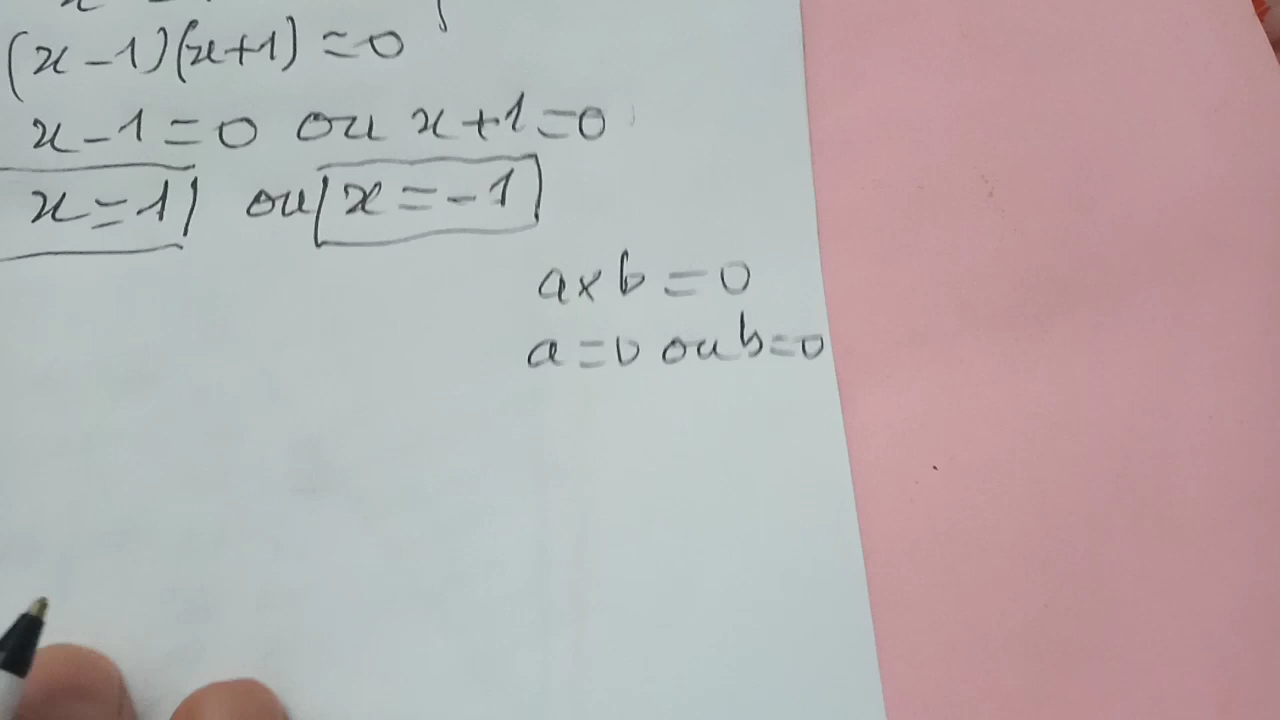 (x-1)(x+1)=0
x-1=0 ou x+1=0
x=1 ou x=-1
a×b=0
a=0 ou b=0